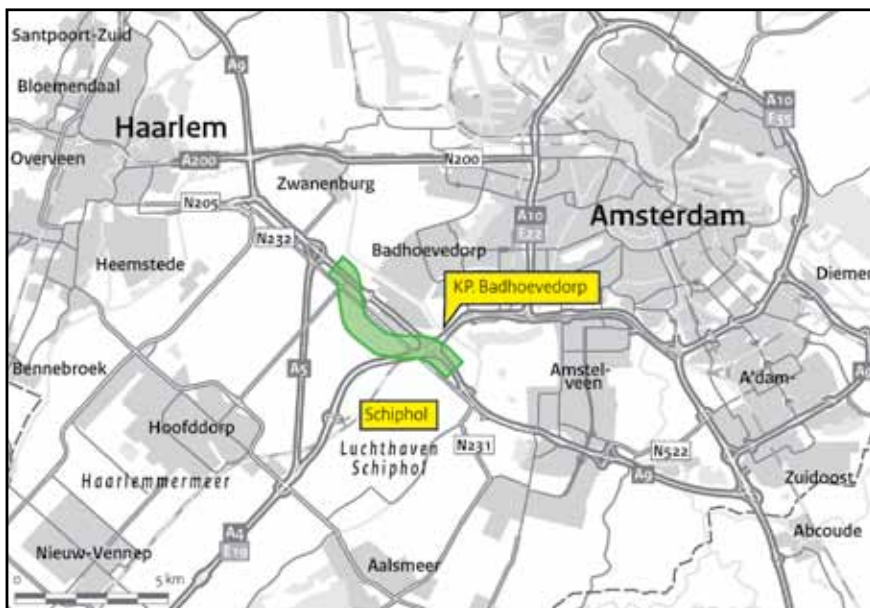 Santpoort-Zuid
Bloemendaal
A9
Haarlem
A10
E35
Overveen
A200
N200
Zwanenburg
N205
A10
E22
Amsterdam
N232
Badhoevedorp
Heemstede
Diemen
KP. Badhoevedorp
Bennebroek
A5
Amstel-
veen
A'dam-
Schiphol
Hoofddorp
Luchthaven
Schiphol
N231
N522
Haarlemmermeer
A9
Zuidoost
A4
E19
Abcoude
Nieuw-Vennep
Aalsmeer
0
5 km